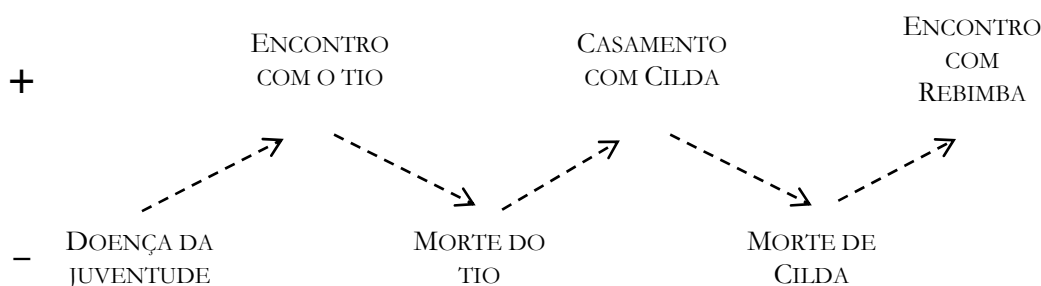 +
ENCONTRO
COM O TIO
CASAMENTO
COM CILDA
ENCONTRO
COM
REBIMBA
–
DOENÇA DA
JUVENTUDE
MORTE DO
TIO
MORTE DE
CILDA